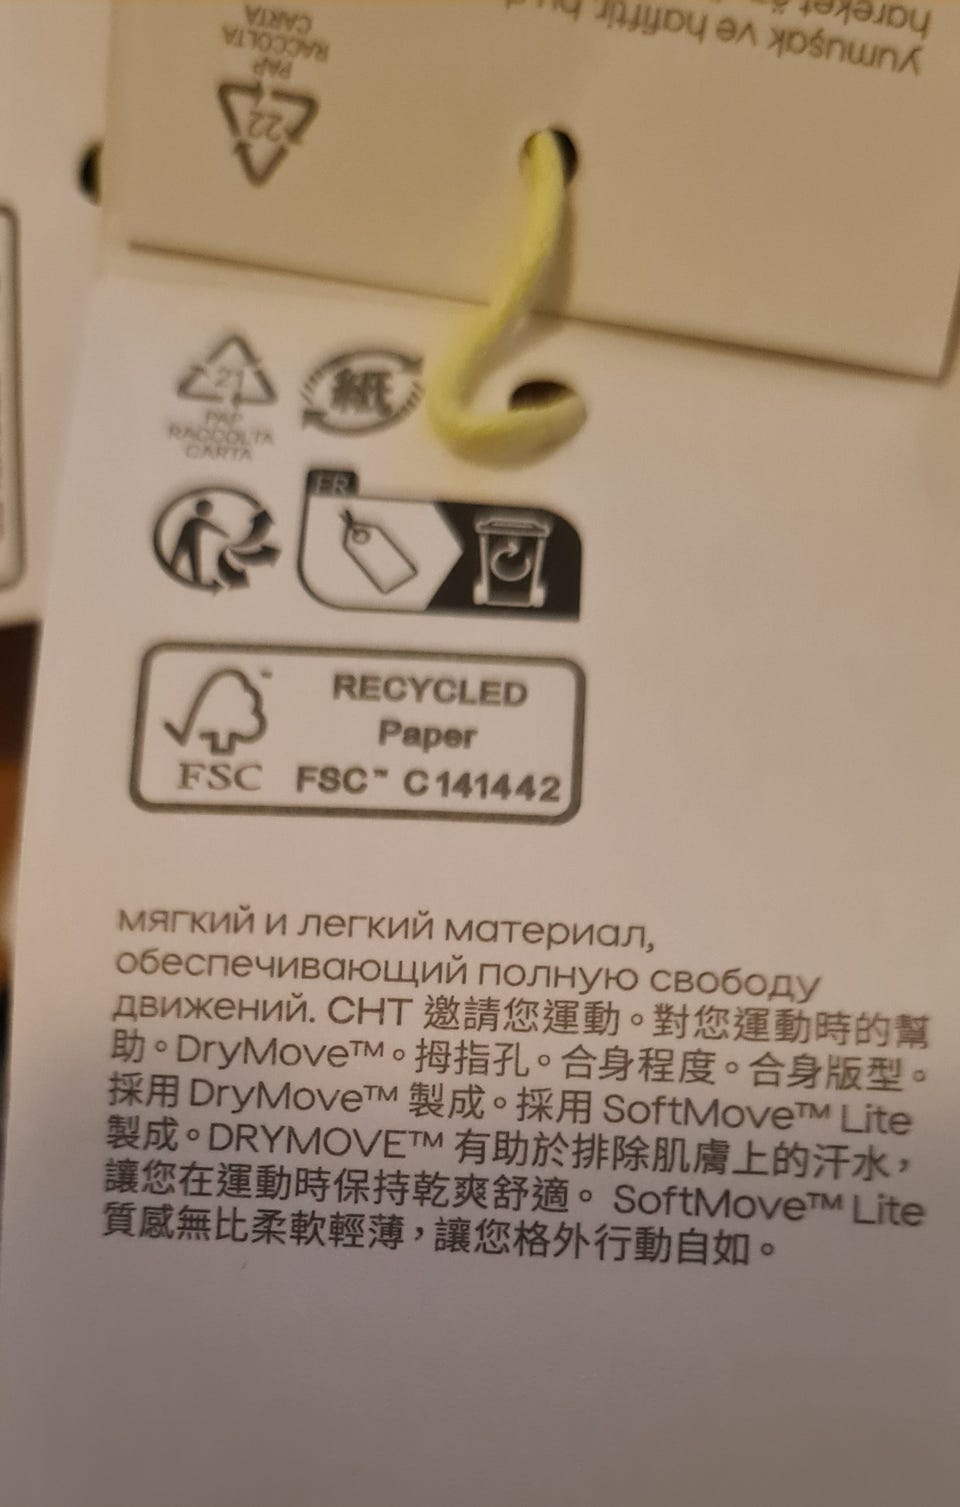 yumuşak ve hafiftir
hareket
22
PAP
RACCOLTA
CARTA
21
PAP
RACCOLTA
CARTA
紙
FR
RECYCLED
Paper
FSC FSC™ C141442
мягкий и легкий материал,
обеспечивающий полную свободу
движений. CHT 邀請您運動。對您運動時的幫
助。DryMove™。拇指孔。合身程度。合身版型。
採用 DryMove™ 製成。採用 SoftMove™ Lite
製成。DRYMOVE™ 有助於排除肌膚上的汗水，
讓您在運動時保持乾爽舒適。 SoftMove™ Lite
質感無比柔軟輕薄，讓您格外行動自如。